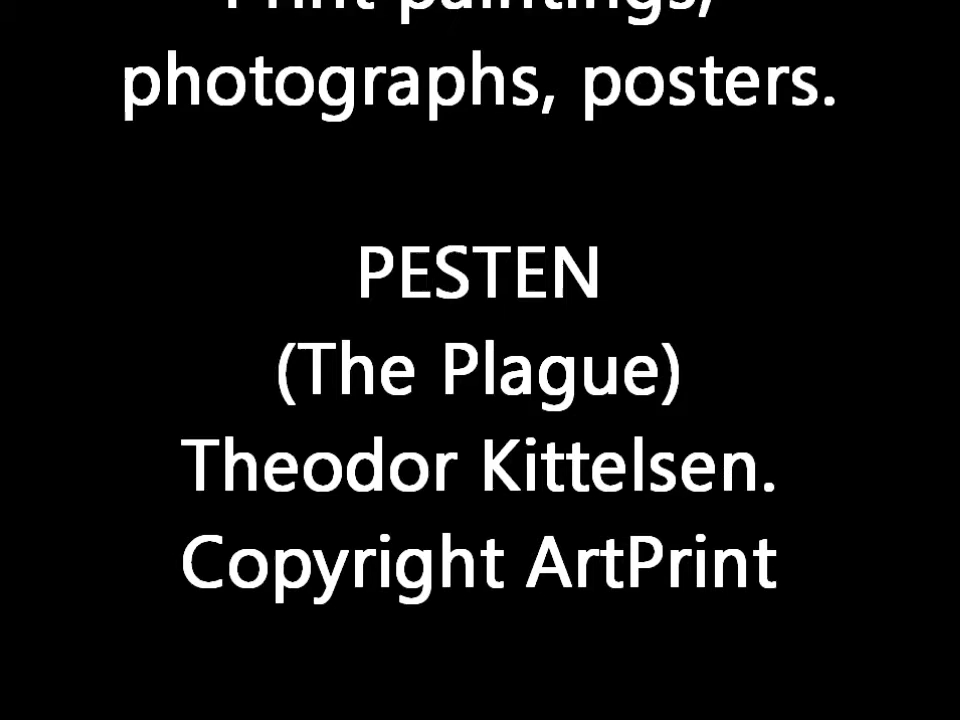 Print paintings,
photographs, posters.
PESTEN
(The Plague)
Theodor Kittelsen.
Copyright ArtPrint